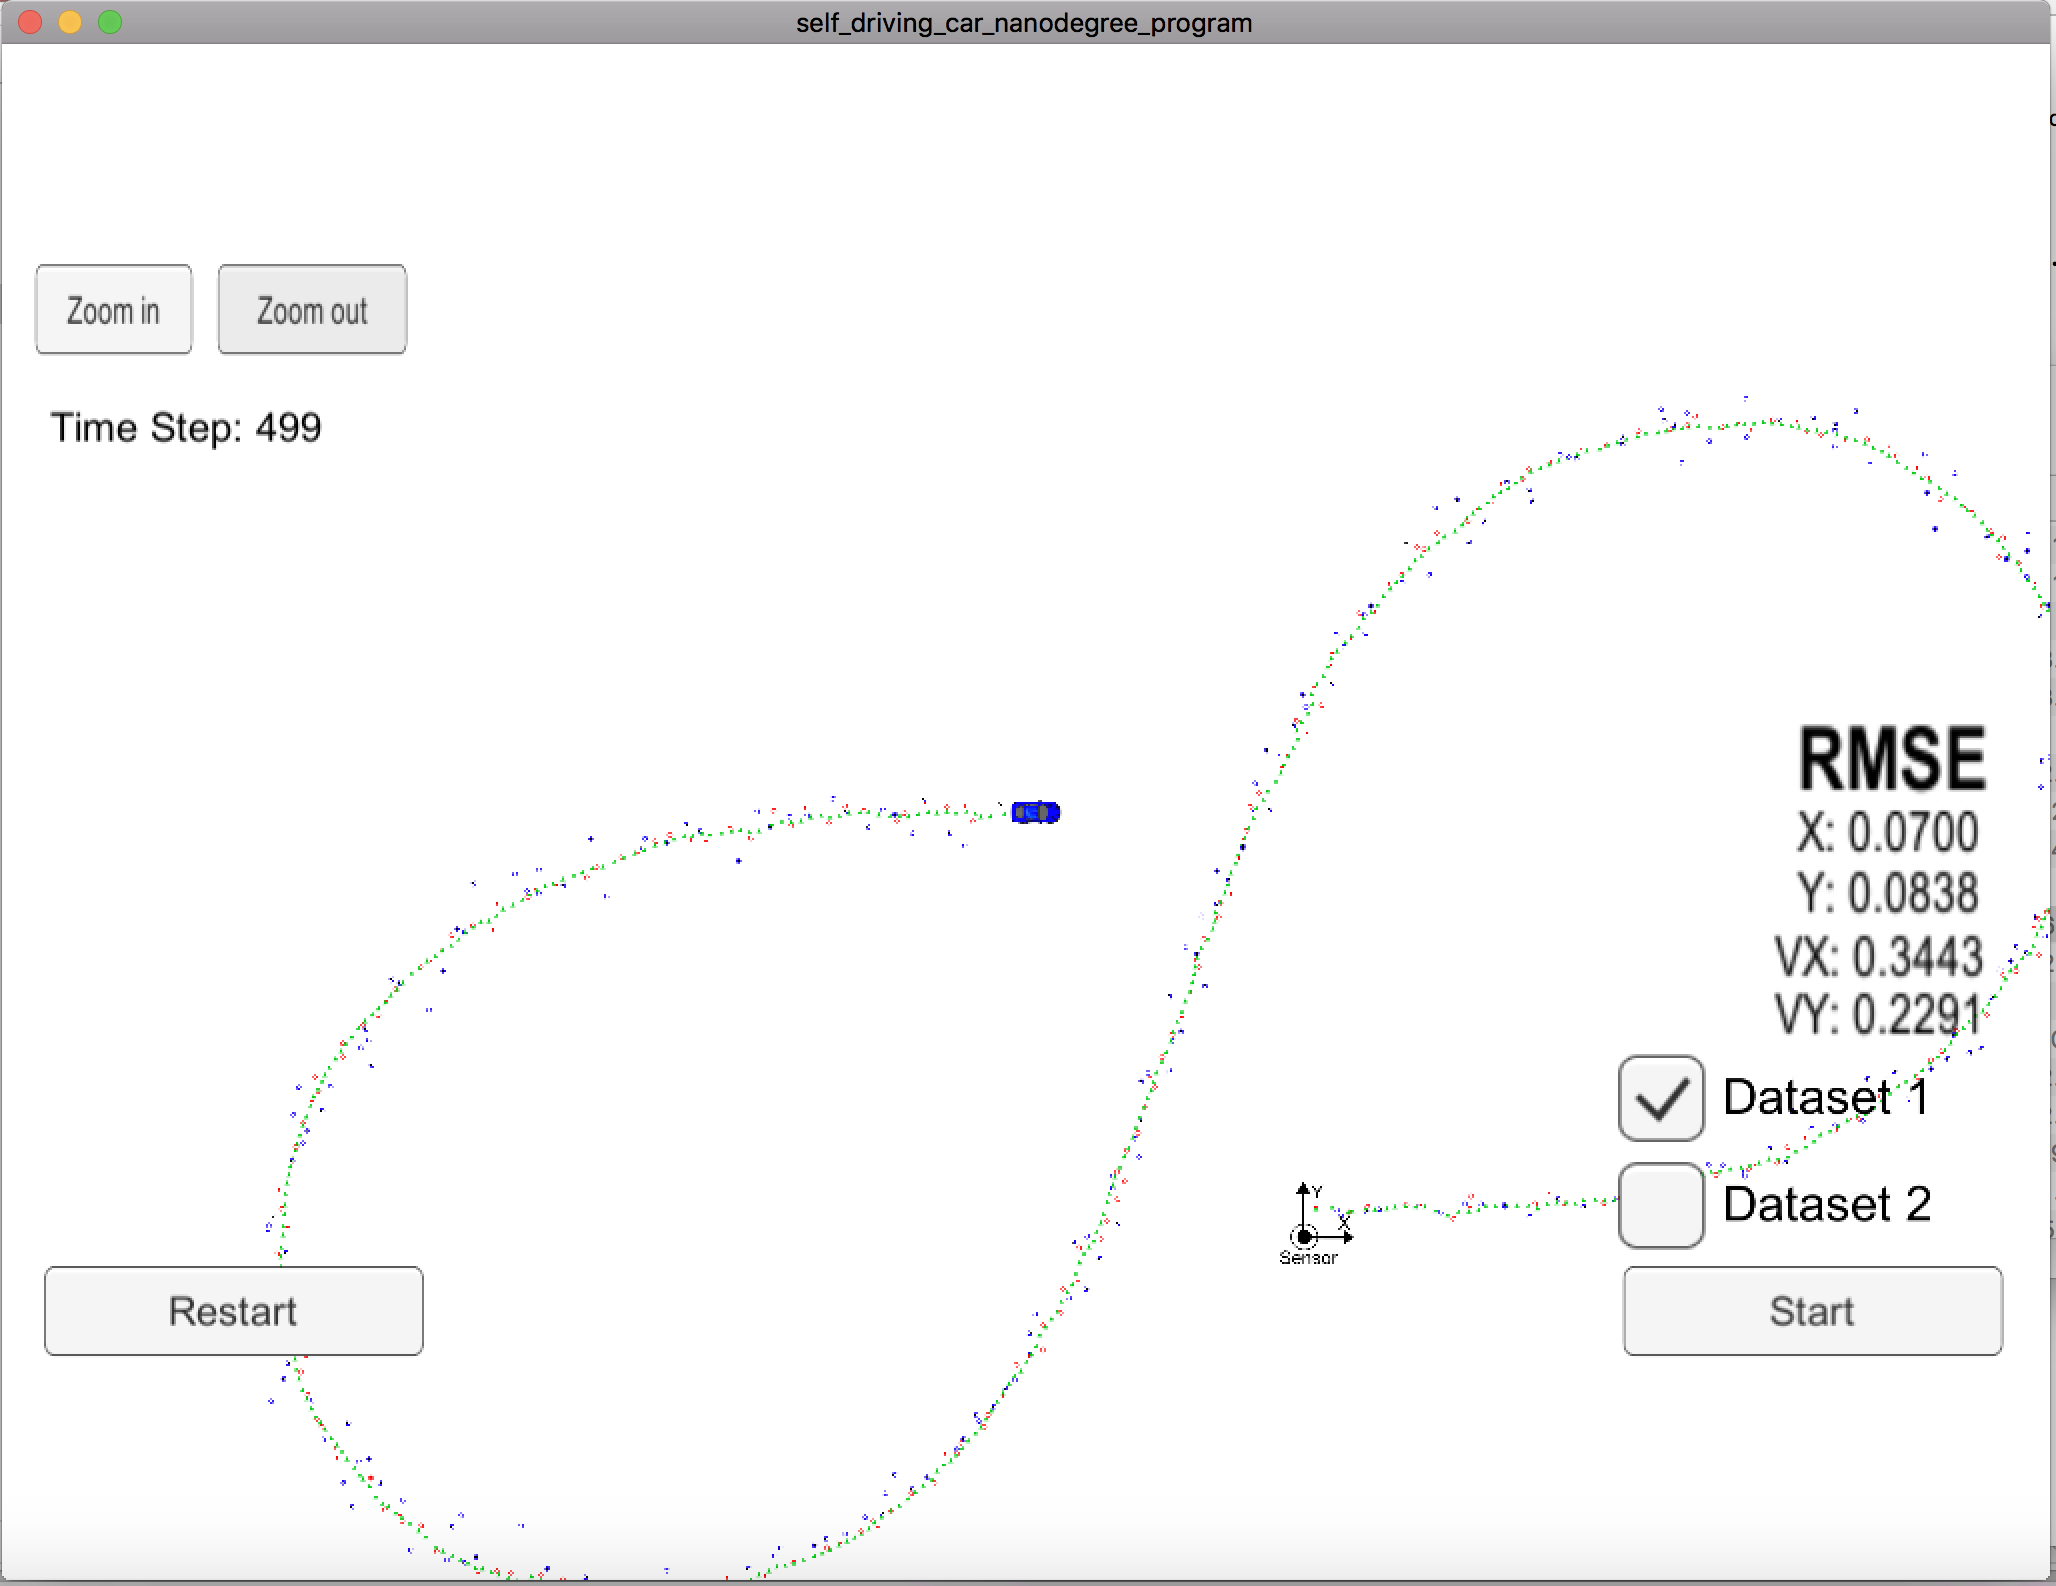 self_driving_car_nanodegree_program
Zoom in
Zoom out
Time Step: 499
RMSE
X: 0.0700
Y: 0.0838
VX: 0.3443
VY: 0.2291
Dataset 1
Y
X
Sensor
Dataset 2
Restart
Start